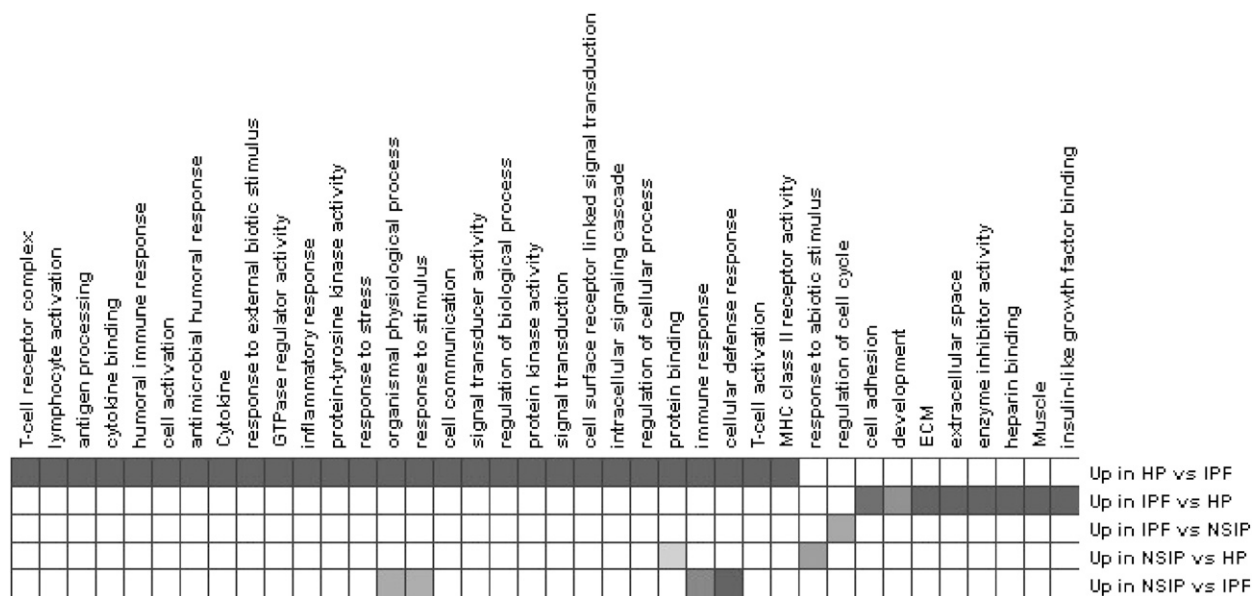 T-cell receptor complex
lymphocyte activation
antigen processing
cytokine binding
humoral immune response
cell activation
antimicrobial humoral response
Cytokine
response to external biotic stimulus
GTPase regulator activity
inflammatory response
protein-tyrosine kinase activity
response to stress
organismal physiological process
response to stimulus
cell communication
signal transducer activity
regulation of biological process
protein kinase activity
signal transduction
cell surface receptor linked signal transduction
intracellular signaling cascade
regulation of cellular process
protein binding
immune response
cellular defense response
T-cell activation
MHC class II receptor activity
response to abiotic stimulus
regulation of cell cycle
cell adhesion
development
ECM
extracellular space
enzyme inhibitor activity
heparin binding
Muscle
insulin-like growth factor binding
Up in HP vs IPF
Up in IPF vs HP
Up in IPF vs NSIP
Up in NSIP vs HP
Up in NSIP vs IPF